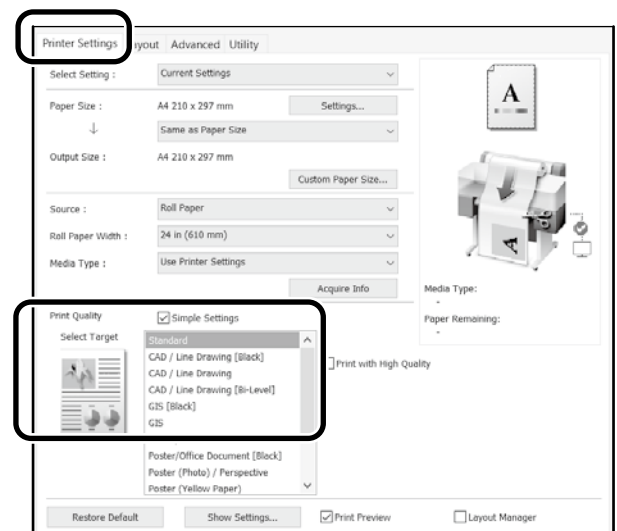 Printer Settings yout Advanced Utility
Select Setting : Current Settings
Paper Size : A4 210 x 297 mm Settings...
↓ Same as Paper Size
Output Size : A4 210 x 297 mm
Custom Paper Size...
Source : Roll Paper
Roll Paper Width : 24 in (610 mm)
Media Type : Use Printer Settings
Acquire Info
A
A
Media Type:
-
Paper Remaining:
-
Print Quality Simple Settings
Select Target
Standard
CAD / Line Drawing [Black]
CAD / Line Drawing
CAD / Line Drawing [Bi-Level]
GIS [Black]
GIS
Poster/Office Document [Black]
Poster (Photo) / Perspective
Poster (Yellow Paper)
Print with High Quality
Restore Default Show Settings... Print Preview Layout Manager